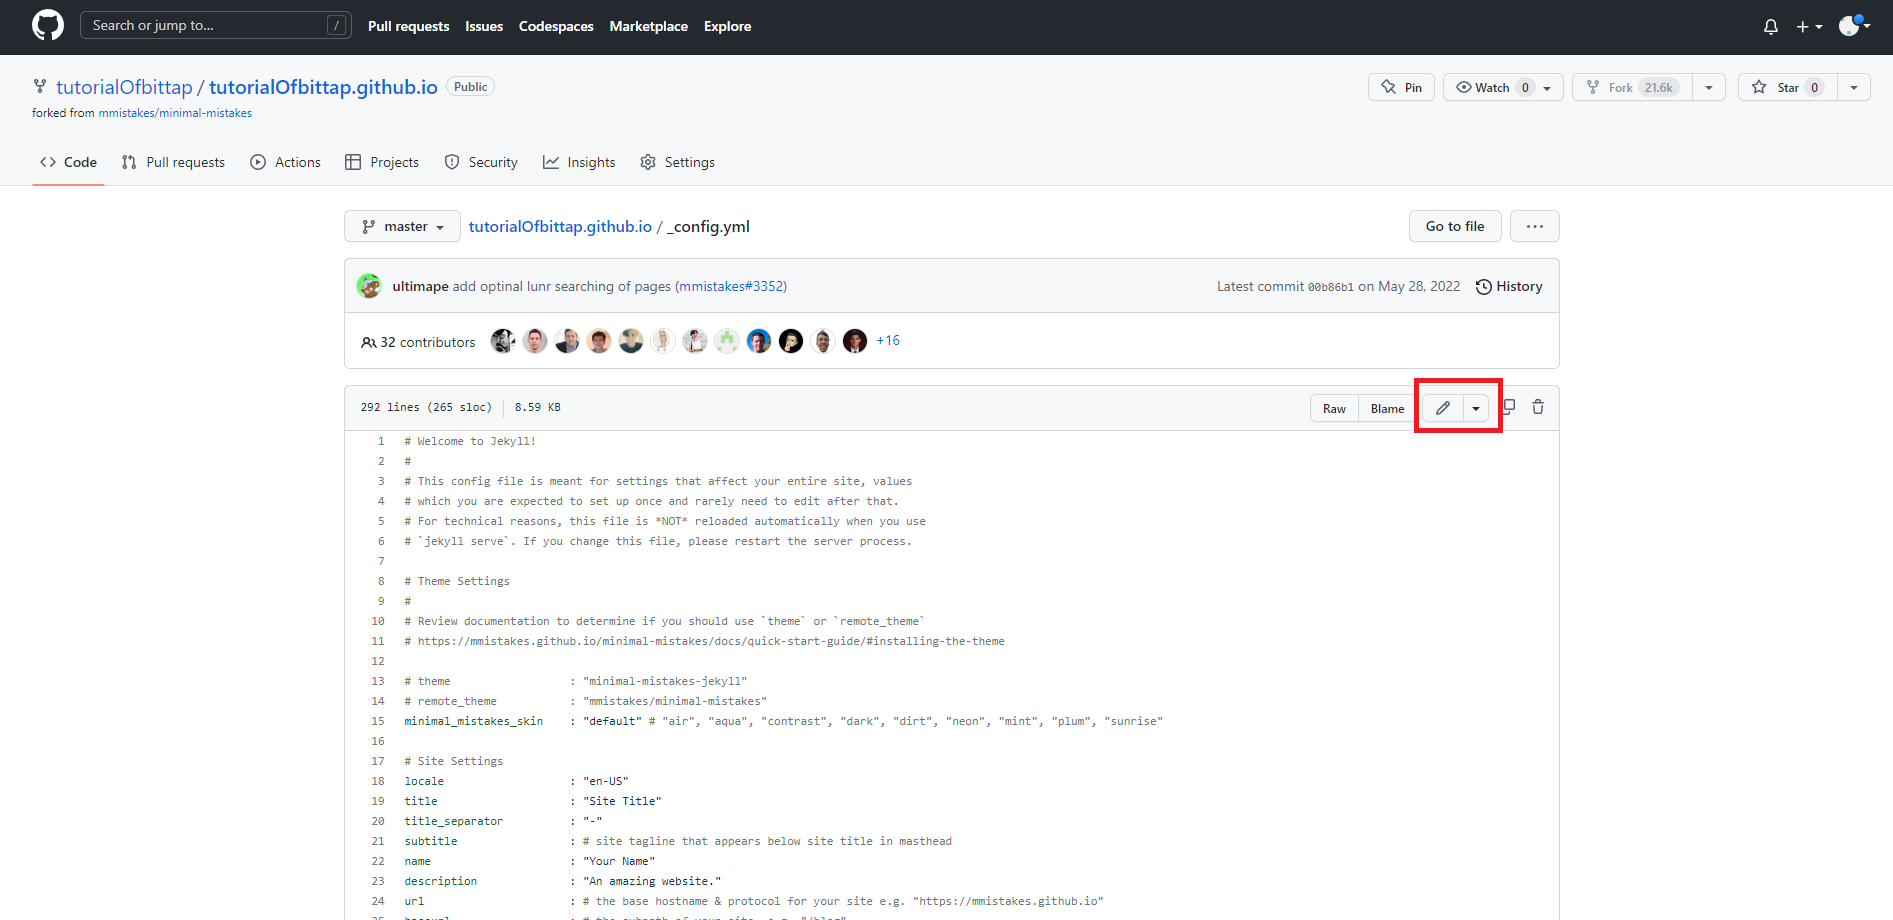 Search or jump to... /
Pull requests Issues Codespaces Marketplace Explore
tutorialOfbittap / tutorialOfbittap.github.io Public
Pin Watch 0 Fork 21.6k Star 0
forked from mmistakes/minimal-mistakes
Code Pull requests Actions Projects Security Insights Settings
master tutorialOfbittap.github.io / _config.yml Go to file ...
ultimape add optinal lunr searching of pages (mmistakes#3352) Latest commit 00b86b1 on May 28, 2022 History
32 contributors +16
292 lines (265 sloc) 8.59 KB Raw Blame
1 # Welcome to Jekyll!
2 #
3 # This config file is meant for settings that affect your entire site, values
4 # which you are expected to set up once and rarely need to edit after that.
5 # For technical reasons, this file is *NOT* reloaded automatically when you use
6 # `jekyll serve`. If you change this file, please restart the server process.
7
8 # Theme Settings
9 #
10 # Review documentation to determine if you should use `theme` or `remote_theme`
11 # https://mmistakes.github.io/minimal-mistakes/docs/quick-start-guide/#installing-the-theme
12
13 # theme : "minimal-mistakes-jekyll"
14 # remote_theme : "mmistakes/minimal-mistakes"
15 minimal_mistakes_skin : "default" # "air", "aqua", "contrast", "dark", "dirt", "neon", "mint", "plum", "sunrise"
16
17 # Site Settings
18 locale : "en-US"
19 title : "Site Title"
20 title_separator : "-"
21 subtitle : # site tagline that appears below site title in masthead
22 name : "Your Name"
23 description : "An amazing website."
24 url : # the base hostname & protocol for your site e.g. "https://mmistakes.github.io"
25 baseurl : # the subpath of your site, e.g. "/blog"